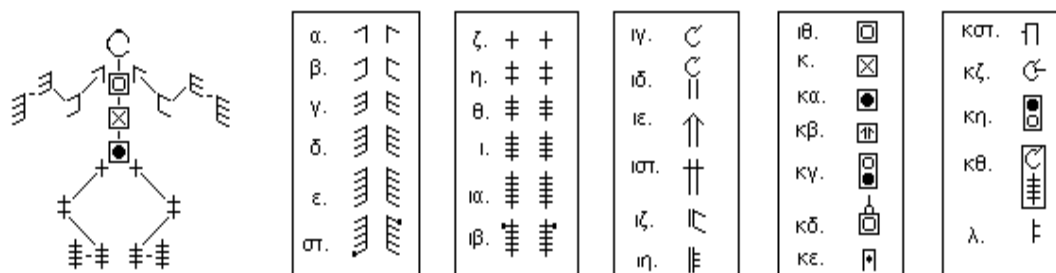 α.
β.
γ.
δ.
ε.
στ.
ζ.
η.
θ.
ι.
ια.
ιβ.
ιγ.
ιδ.
ιε.
ιστ.
ιζ.
ιη.
ιθ.
κ.
κα.
κβ.
κγ.
κδ.
κε.
κστ.
κζ.
κη.
κθ.
λ.